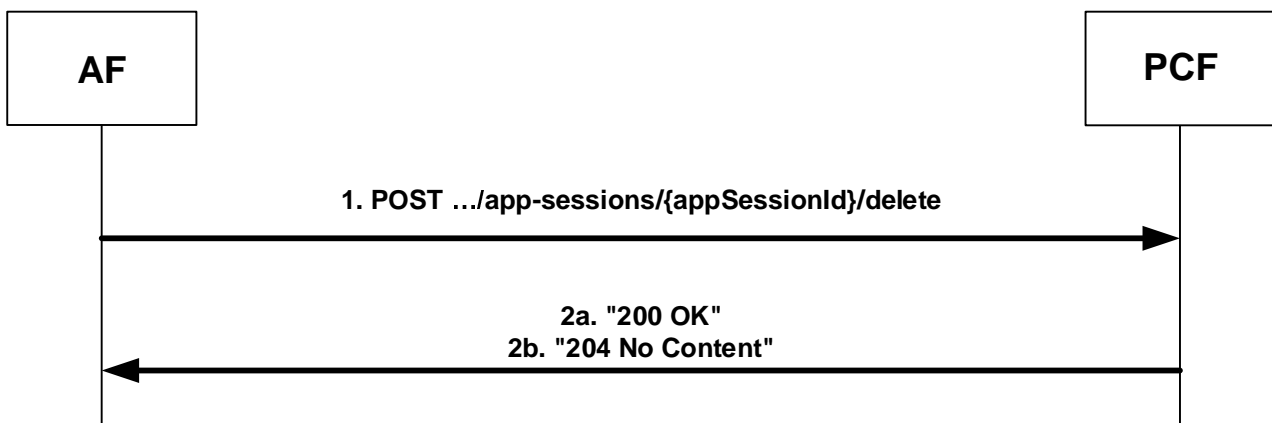 AF
PCF
1. POST …/app-sessions/{appSessionId}/delete
2a. "200 OK"
2b. "204 No Content"